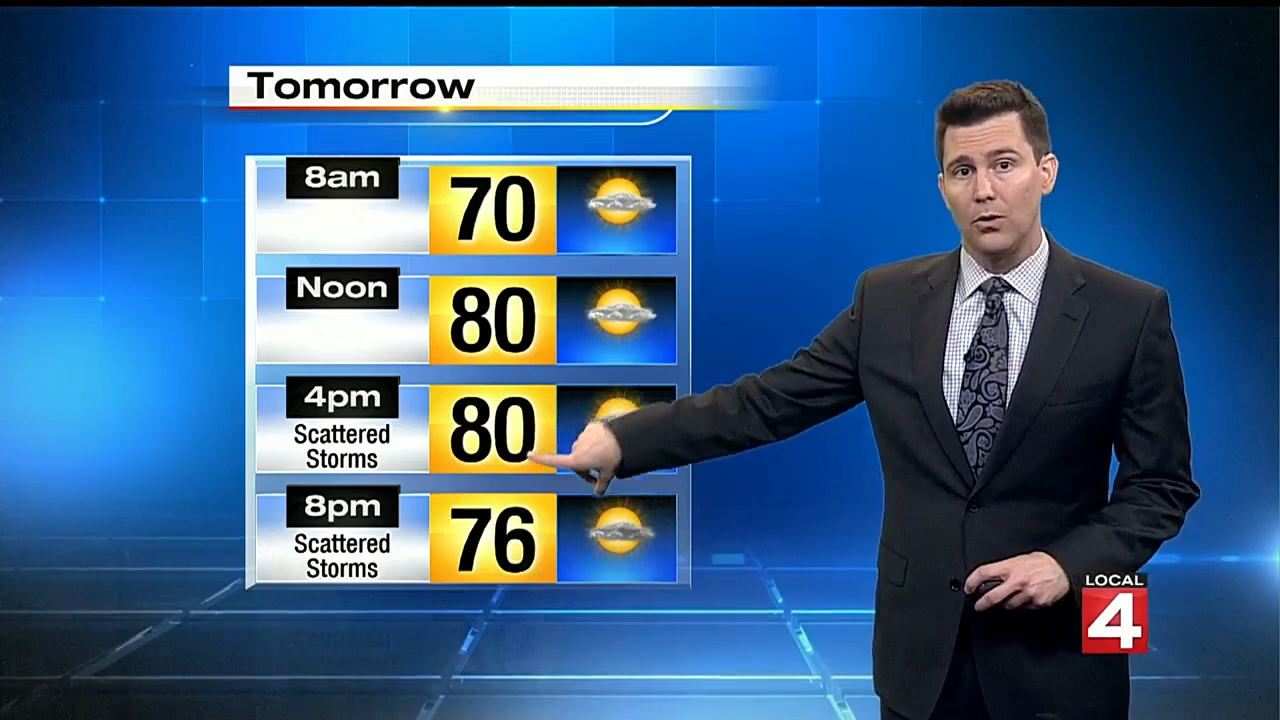 Tomorrow
8am
70
Noon
80
4pm
Scattered
Storms
80
8pm
Scattered
Storms
76
LOCAL
4